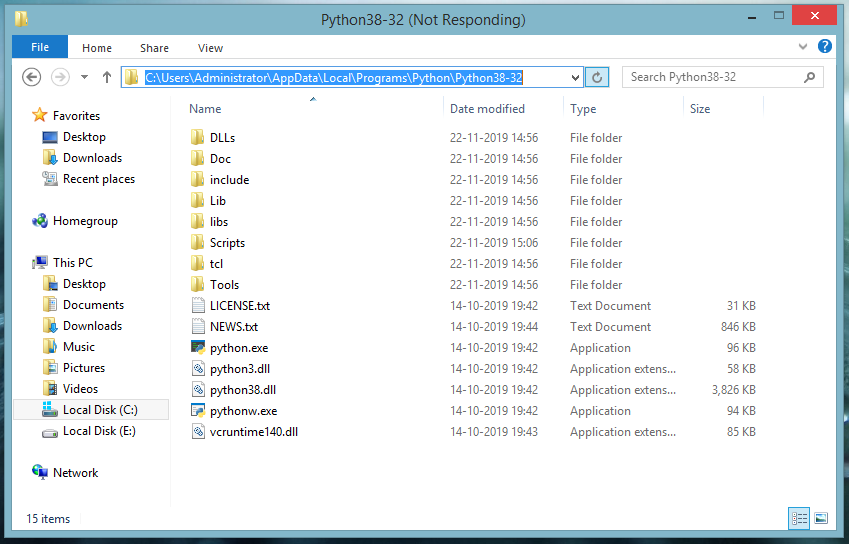 Python38-32 (Not Responding)
File Home Share View
C:\Users\Administrator\AppData\Local\Programs\Python\Python38-32 Search Python38-32
Favorites
Desktop
Downloads
Recent places
Homegroup
This PC
Desktop
Documents
Downloads
Music
Pictures
Videos
Local Disk (C:)
Local Disk (E:)
Network
Name Date modified Type Size
DLLs 22-11-2019 14:56 File folder
Doc 22-11-2019 14:56 File folder
include 22-11-2019 14:56 File folder
Lib 22-11-2019 14:56 File folder
libs 22-11-2019 14:56 File folder
Scripts 22-11-2019 15:06 File folder
tcl 22-11-2019 14:56 File folder
Tools 22-11-2019 14:56 File folder
LICENSE.txt 14-10-2019 19:42 Text Document 31 KB
NEWS.txt 14-10-2019 19:44 Text Document 846 KB
python.exe 14-10-2019 19:42 Application 96 KB
python3.dll 14-10-2019 19:42 Application extens... 58 KB
python38.dll 14-10-2019 19:42 Application extens... 3,826 KB
pythonw.exe 14-10-2019 19:42 Application 94 KB
vcruntime140.dll 14-10-2019 19:43 Application extens... 85 KB
15 items